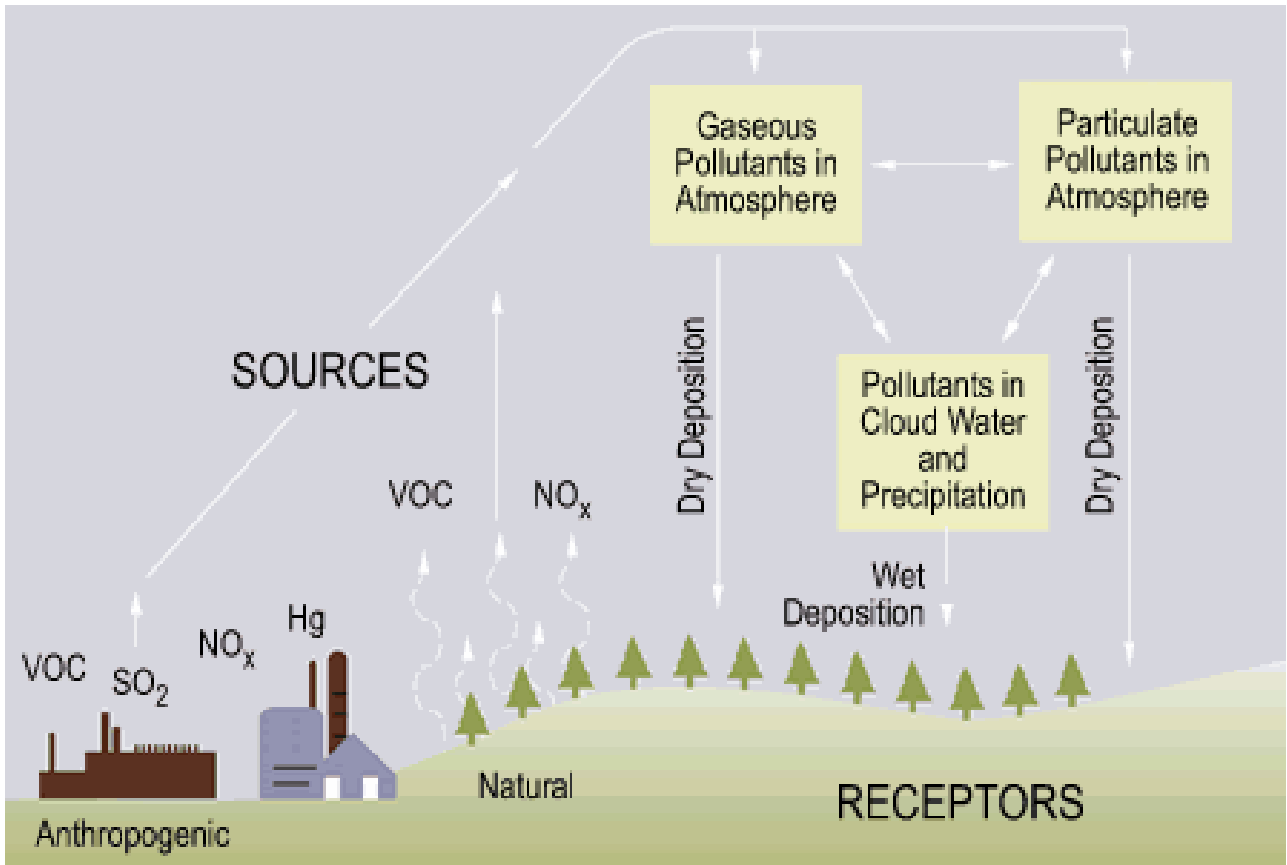 Gaseous
Pollutants in
Atmosphere
Particulate
Pollutants in
Atmosphere
SOURCES
Dry Deposition
Pollutants in
Cloud Water
and
Precipitation
Dry Deposition
VOC
NOx
Wet
Deposition
Hg
NOx
VOC
SO2
Natural
RECEPTORS
Anthropogenic